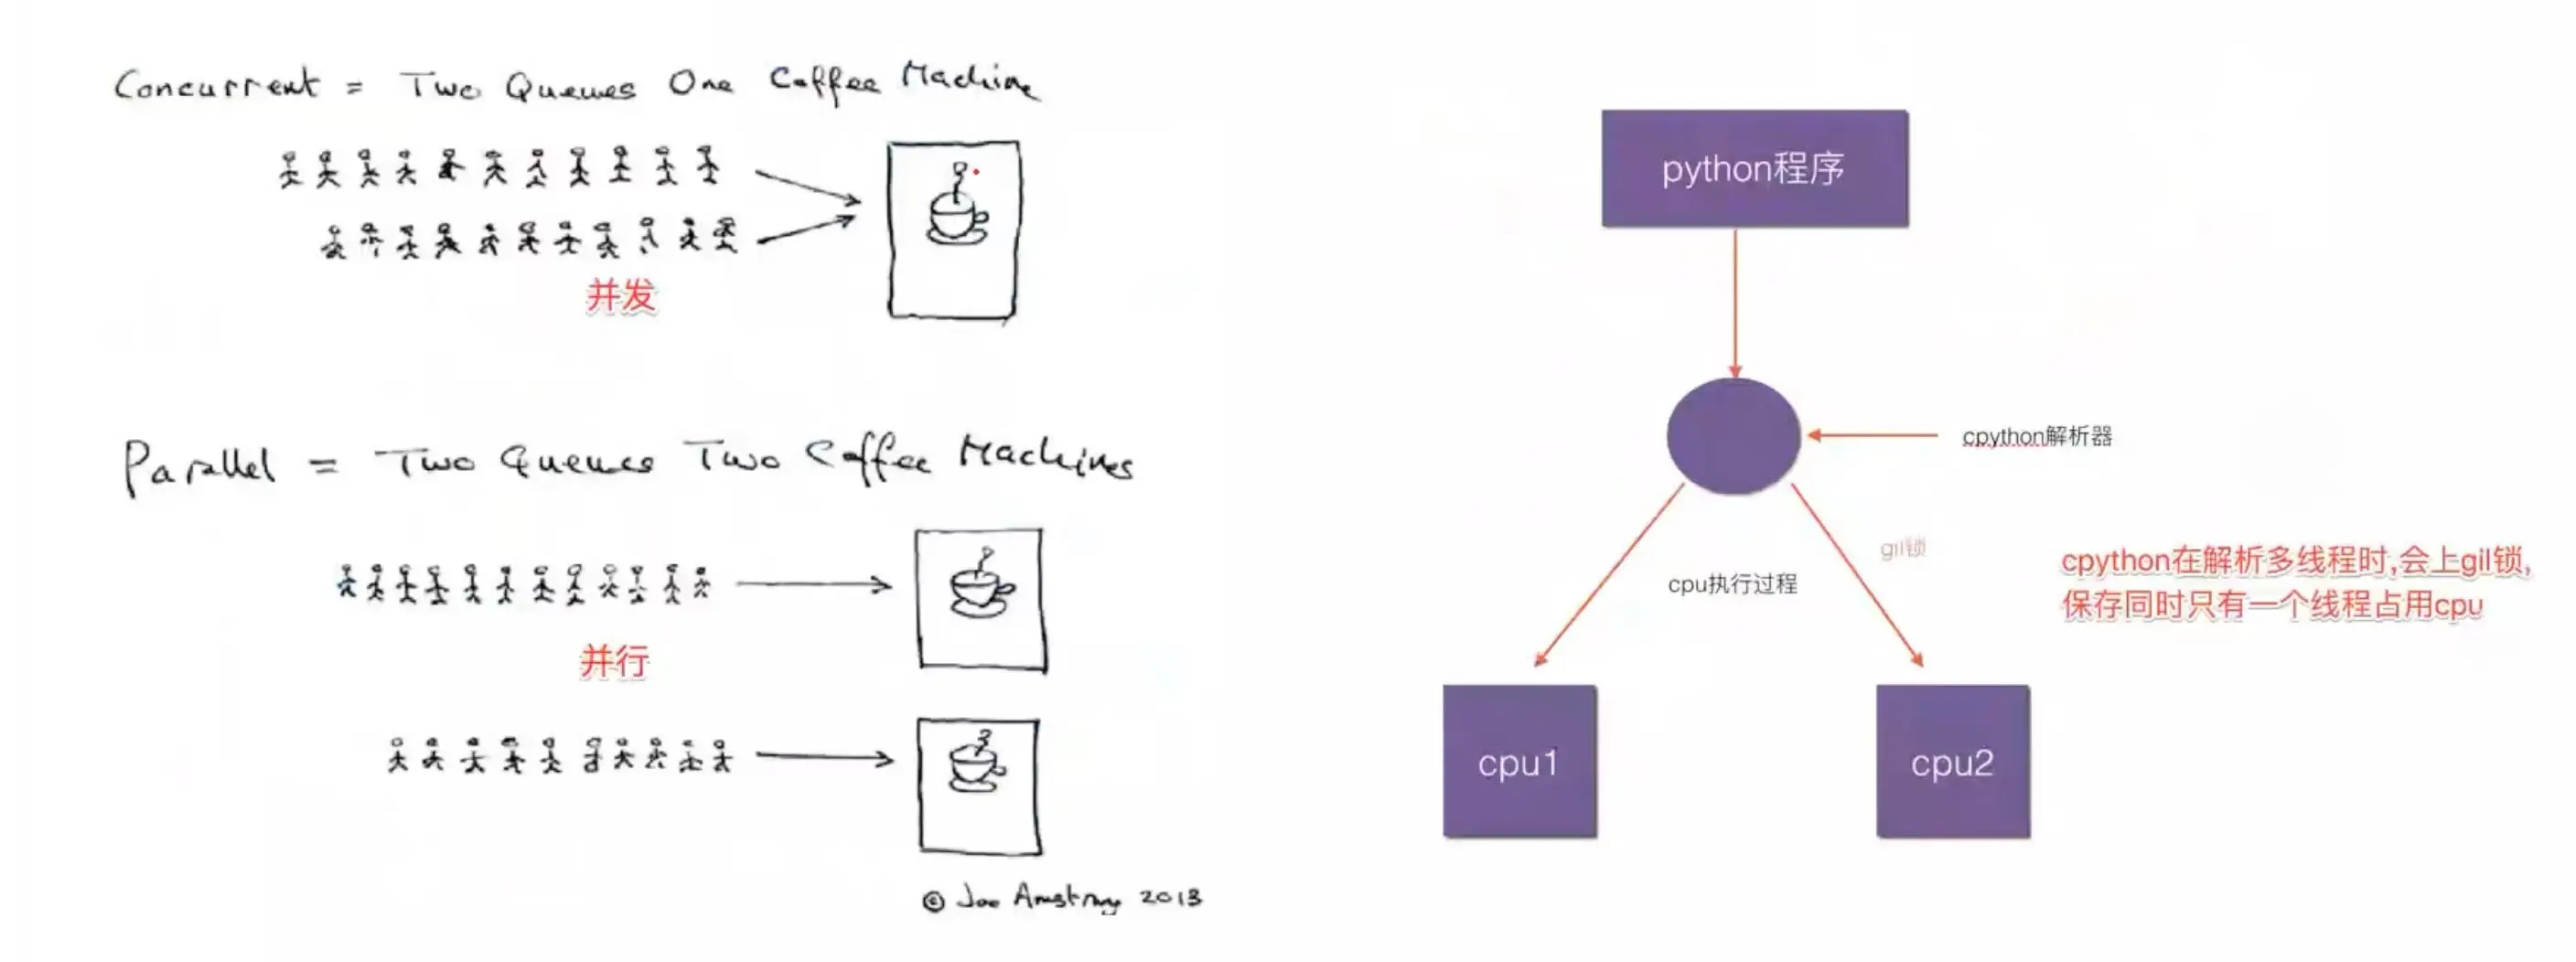 Concurrent = Two Queues One Coffee Machine
并发
Parallel = Two Queues Two Coffee Machines
并行
© Joe Armstrong 2013
python程序
cpython解析器
gil锁
cpu执行过程
cpython在解析多线程时,会上gil锁,
保存同时只有一个线程占用cpu
cpu1
cpu2